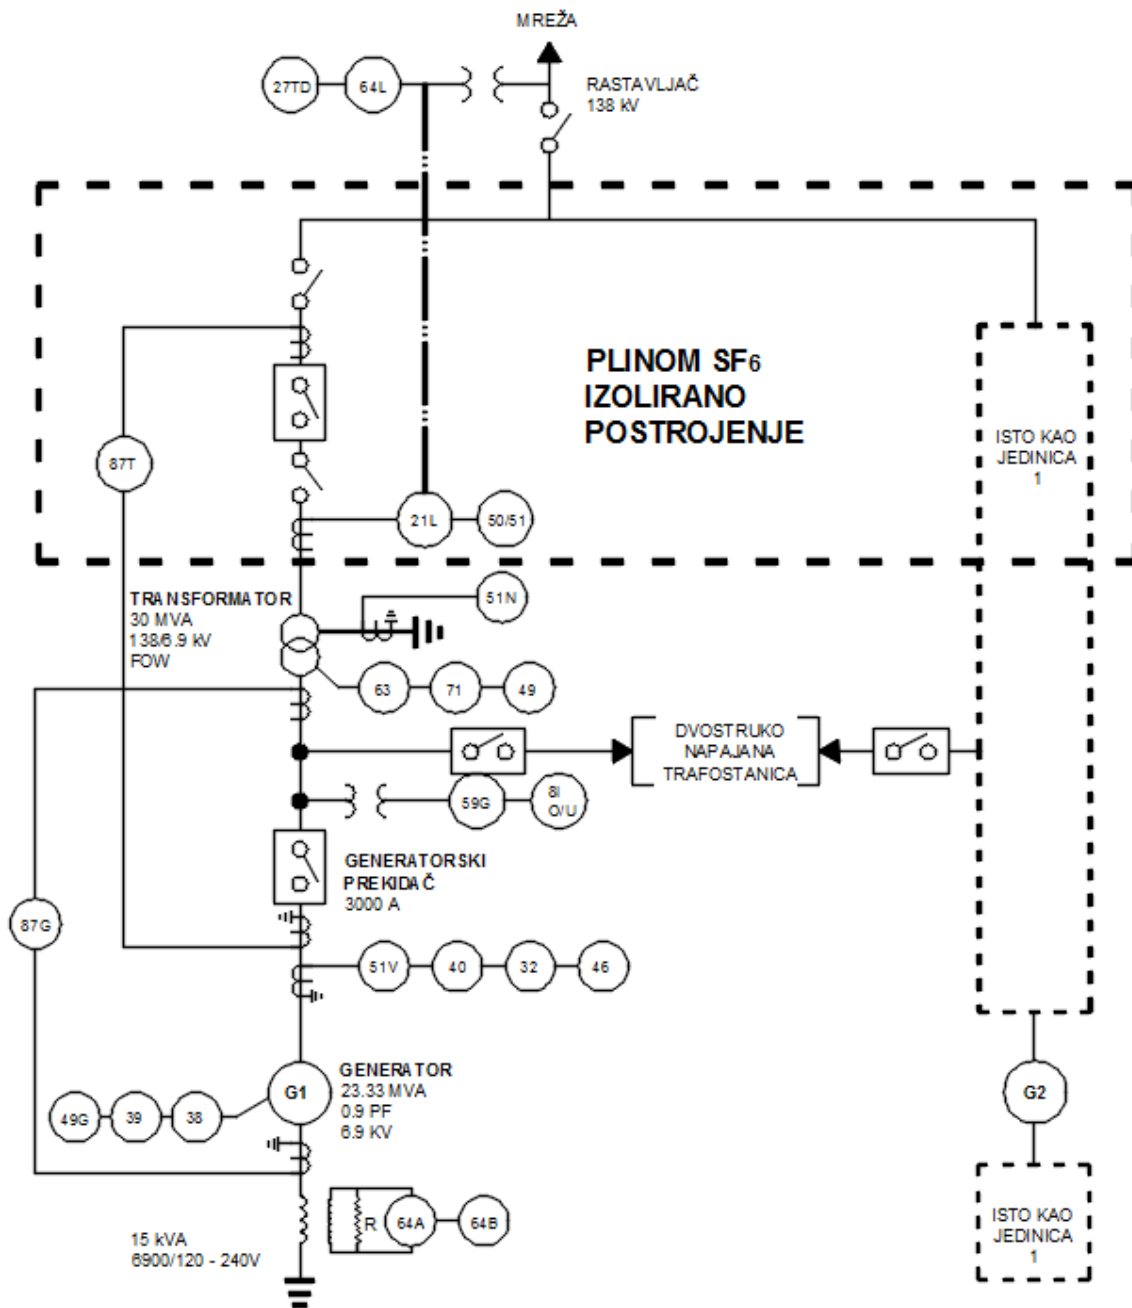 MREŽA
27TD
64L
RASTAVLJAČ
138 kV
PLINOM SF6
IZOLIRANO
POSTROJENJE
ISTO KAO
JEDINICA
1
87T
21L
50/51
TRANSFORMATOR
30 MVA
138/6.9 kV
FOW
51N
63
71
49
DVOSTRUKO
NAPAJANA
TRAFOSTANICA
59G
8I
O/U
GENERATORSKI
PREKIDAČ
3000 A
87G
51V
40
32
46
GENERATOR
23.33 MVA
0.9 PF
6.9 KV
G1
49G
39
38
G2
R
64A
64B
15 kVA
6900/120 - 240V
ISTO KAO
JEDINICA
1